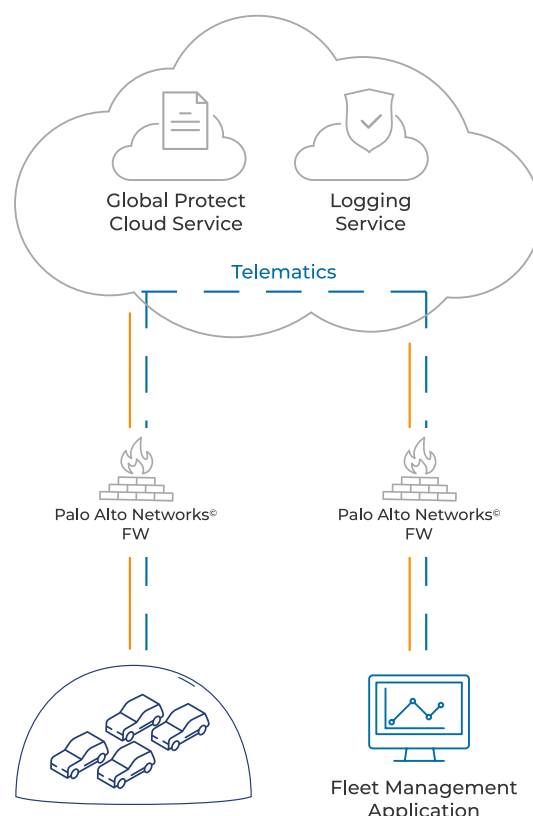 Global Protect
Cloud Service
Logging
Service
Telematics
Palo Alto Networks©
FW
Palo Alto Networks©
FW
Fleet Management
Application